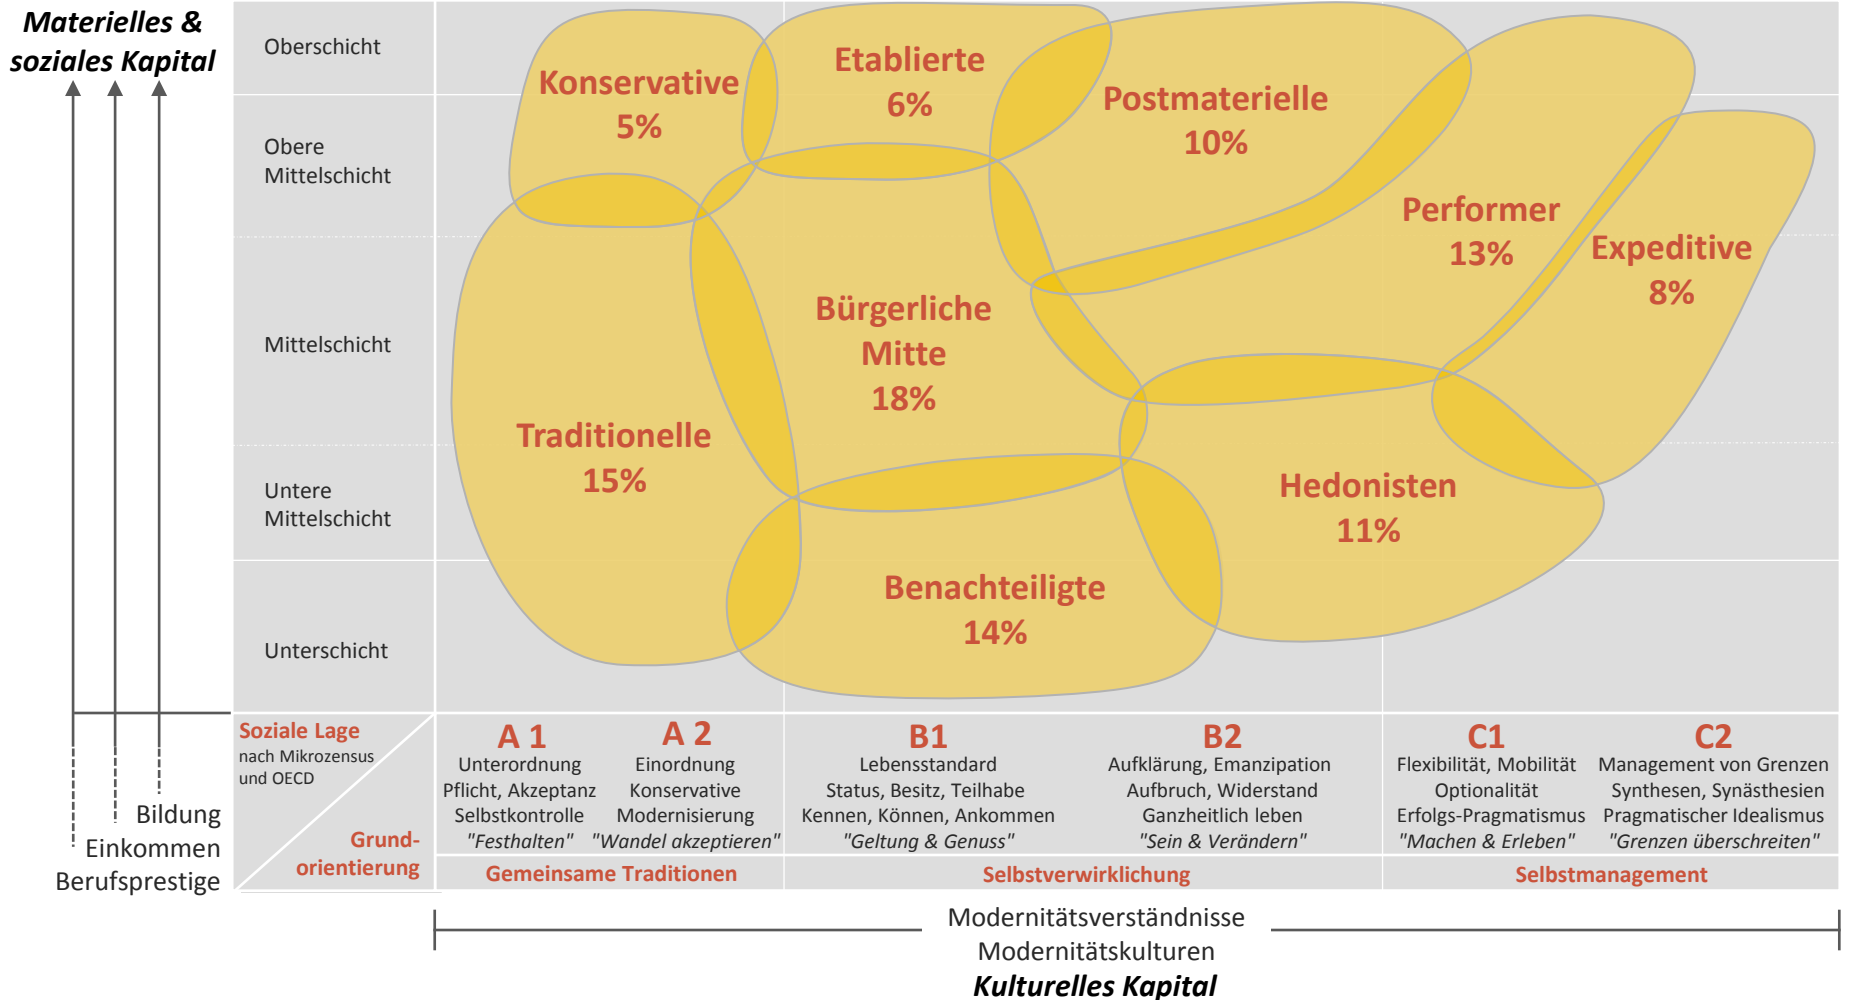 Materielles &
soziales Kapital
Oberschicht
Obere
Mittelschicht
Mittelschicht
Untere
Mittelschicht
Unterschicht
Konservative
5%
Etablierte
6%
Postmaterielle
10%
Performer
13%
Expeditive
8%
Bürgerliche
Mitte
18%
Traditionelle
15%
Hedonisten
11%
Benachteiligte
14%
Soziale Lage
nach Mikrozensus
und OECD
Grund-
orientierung
Bildung
Einkommen
Berufsprestige
A 1
Unterordnung
Pflicht, Akzeptanz
Selbstkontrolle
"Festhalten"
A 2
Einordnung
Konservative
Modernisierung
"Wandel akzeptieren"
B1
Lebensstandard
Status, Besitz, Teilhabe
Kennen, Können, Ankommen
"Geltung & Genuss"
B2
Aufklärung, Emanzipation
Aufbruch, Widerstand
Ganzheitlich leben
"Sein & Verändern"
C1
Flexibilität, Mobilität
Optionalität
Erfolgs-Pragmatismus
"Machen & Erleben"
C2
Management von Grenzen
Synthesen, Synästhesien
Pragmatischer Idealismus
"Grenzen überschreiten"
Gemeinsame Traditionen
Selbstverwirklichung
Selbstmanagement
Modernitätsverständnisse
Modernitätskulturen
Kulturelles Kapital